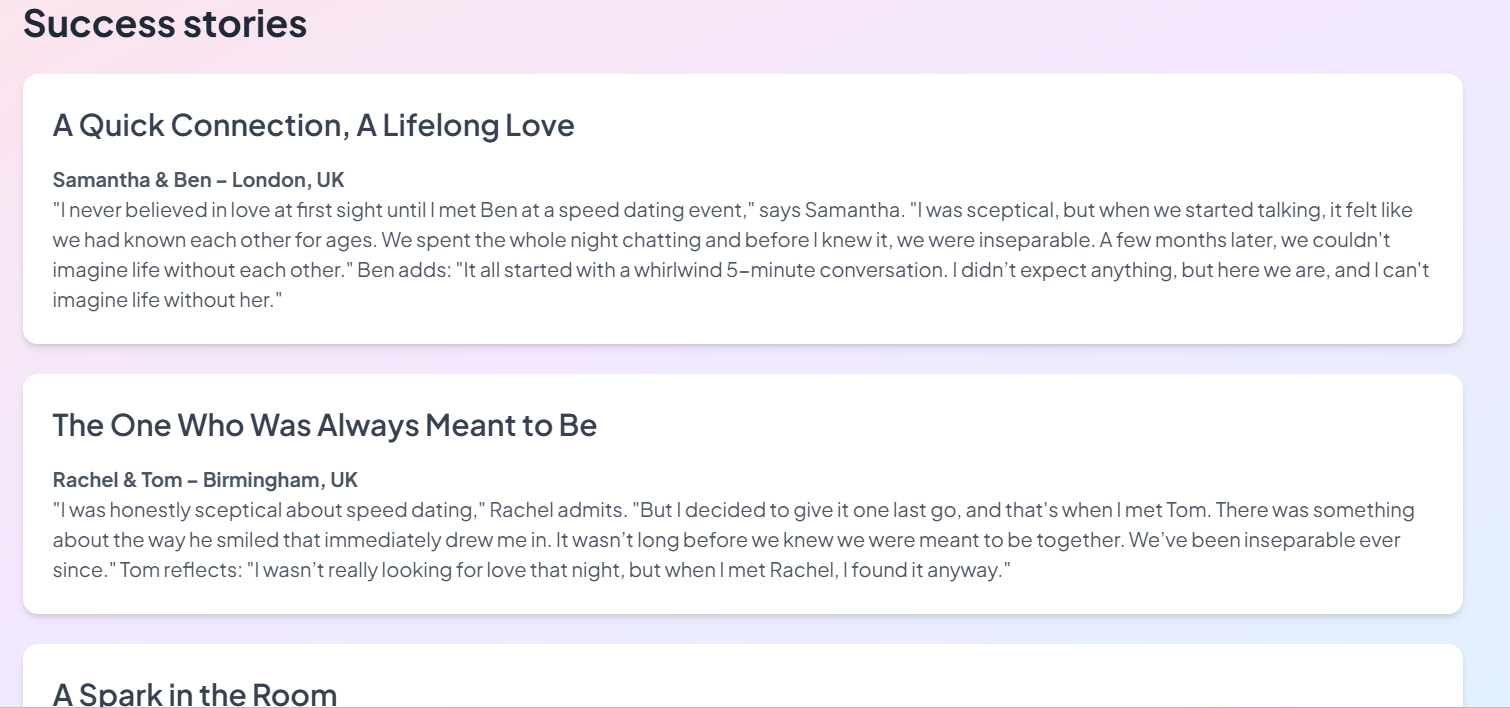 Success stories
A Quick Connection, A Lifelong Love
Samantha & Ben – London, UK
"I never believed in love at first sight until I met Ben at a speed dating event," says Samantha. "I was sceptical, but when we started talking, it felt like
we had known each other for ages. We spent the whole night chatting and before I knew it, we were inseparable. A few months later, we couldn't
imagine life without each other." Ben adds: "It all started with a whirlwind 5–minute conversation. I didn’t expect anything, but here we are, and I can't
imagine life without her."
The One Who Was Always Meant to Be
Rachel & Tom – Birmingham, UK
"I was honestly sceptical about speed dating," Rachel admits. "But I decided to give it one last go, and that's when I met Tom. There was something
about the way he smiled that immediately drew me in. It wasn’t long before we knew we were meant to be together. We’ve been inseparable ever
since." Tom reflects: "I wasn’t really looking for love that night, but when I met Rachel, I found it anyway."
A Spark in the Room